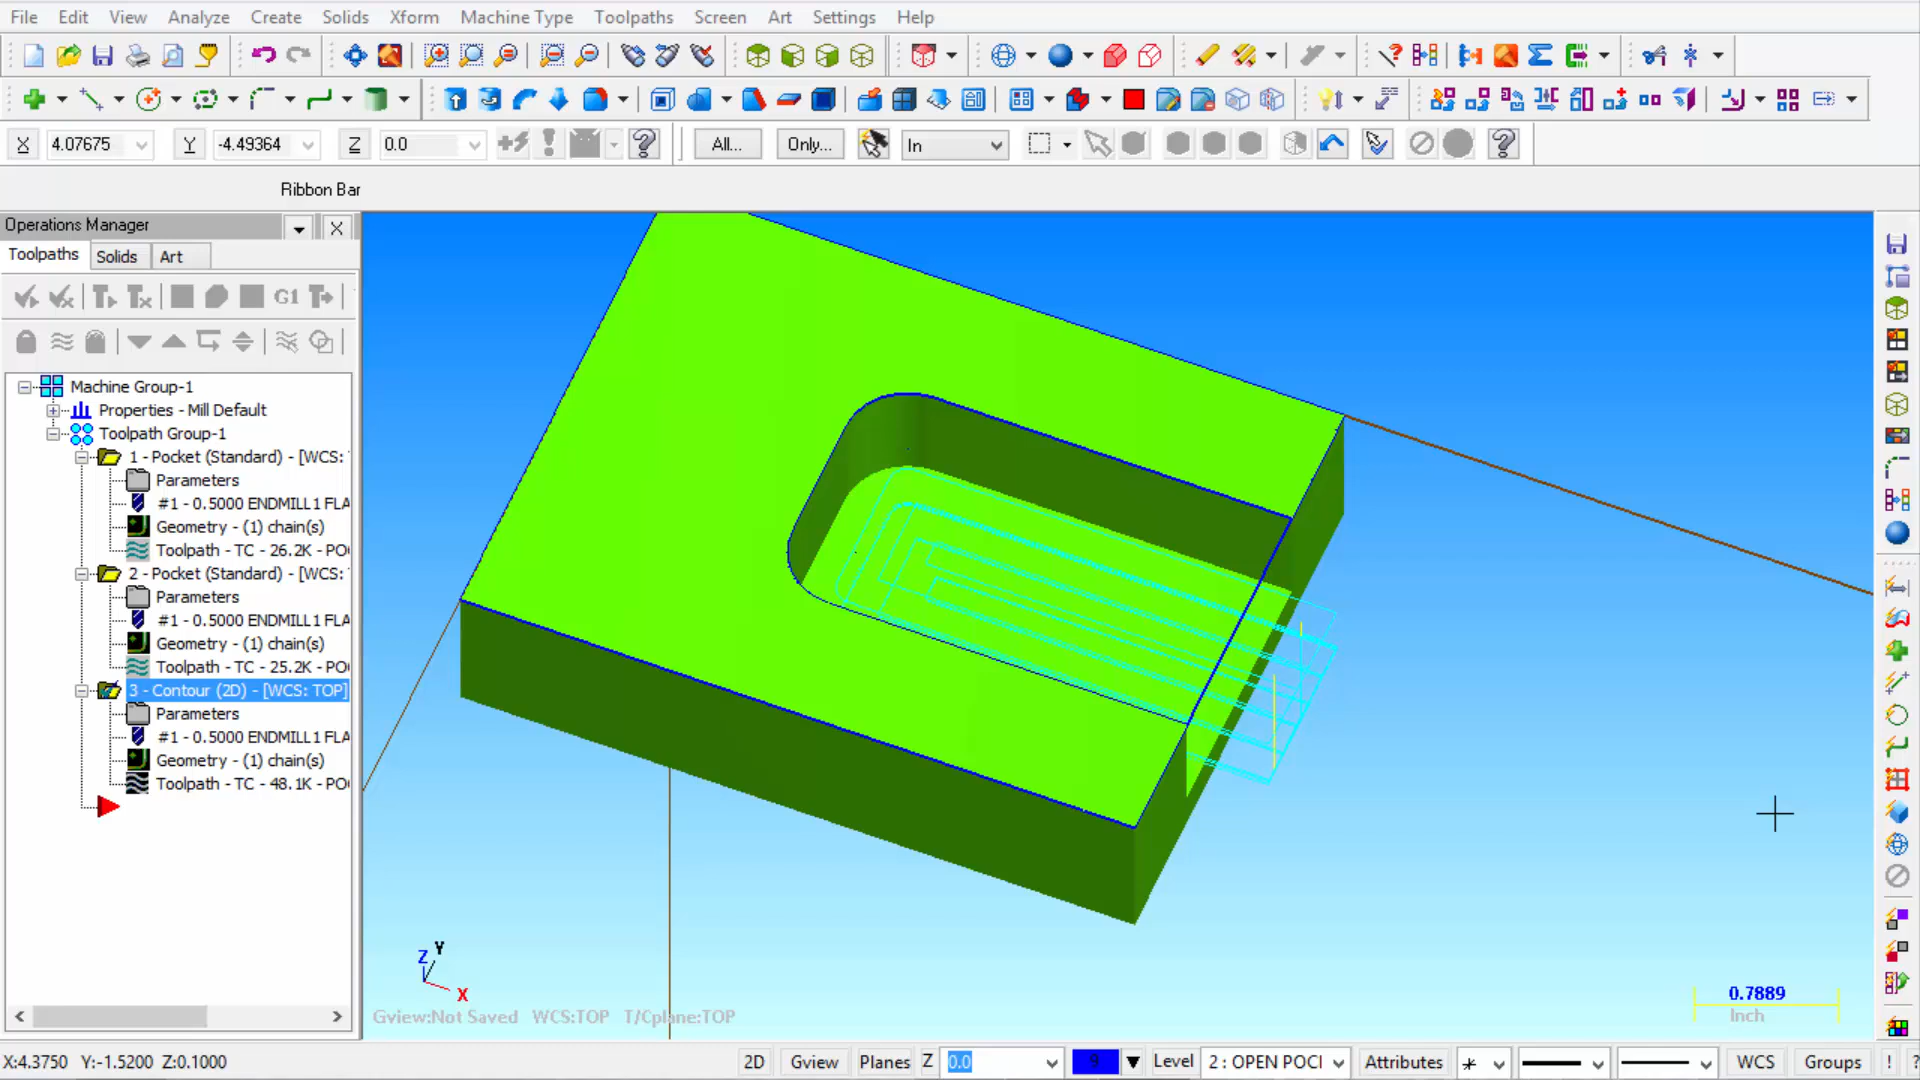 File Edit View Analyze Create Solids Xform Machine Type Toolpaths Screen Art Settings Help
X 4.07675 Y -4.49364 Z 0.0 All... Only... In
Ribbon Bar
Operations Manager
Toolpaths Solids Art
G1
Machine Group-1
Properties - Mill Default
Toolpath Group-1
1 - Pocket (Standard) - [WCS:
Parameters
#1 - 0.5000 ENDMILL1 FLA
Geometry - (1) chain(s)
Toolpath - TC - 26.2K - PO
2 - Pocket (Standard) - [WCS:
Parameters
#1 - 0.5000 ENDMILL1 FLA
Geometry - (1) chain(s)
Toolpath - TC - 25.2K - PO
3 - Contour (2D) - [WCS: TOP]
Parameters
#1 - 0.5000 ENDMILL1 FLA
Geometry - (1) chain(s)
Toolpath - TC - 48.1K - PO
Z Y
X
0.7889
Inch
Gview:Not Saved WCS:TOP T/Cplane:TOP
X:4.3750 Y:-1.5200 Z:0.1000 2D Gview Planes Z 0.0 9 Level 2 : OPEN POCI Attributes WCS Groups ! ?